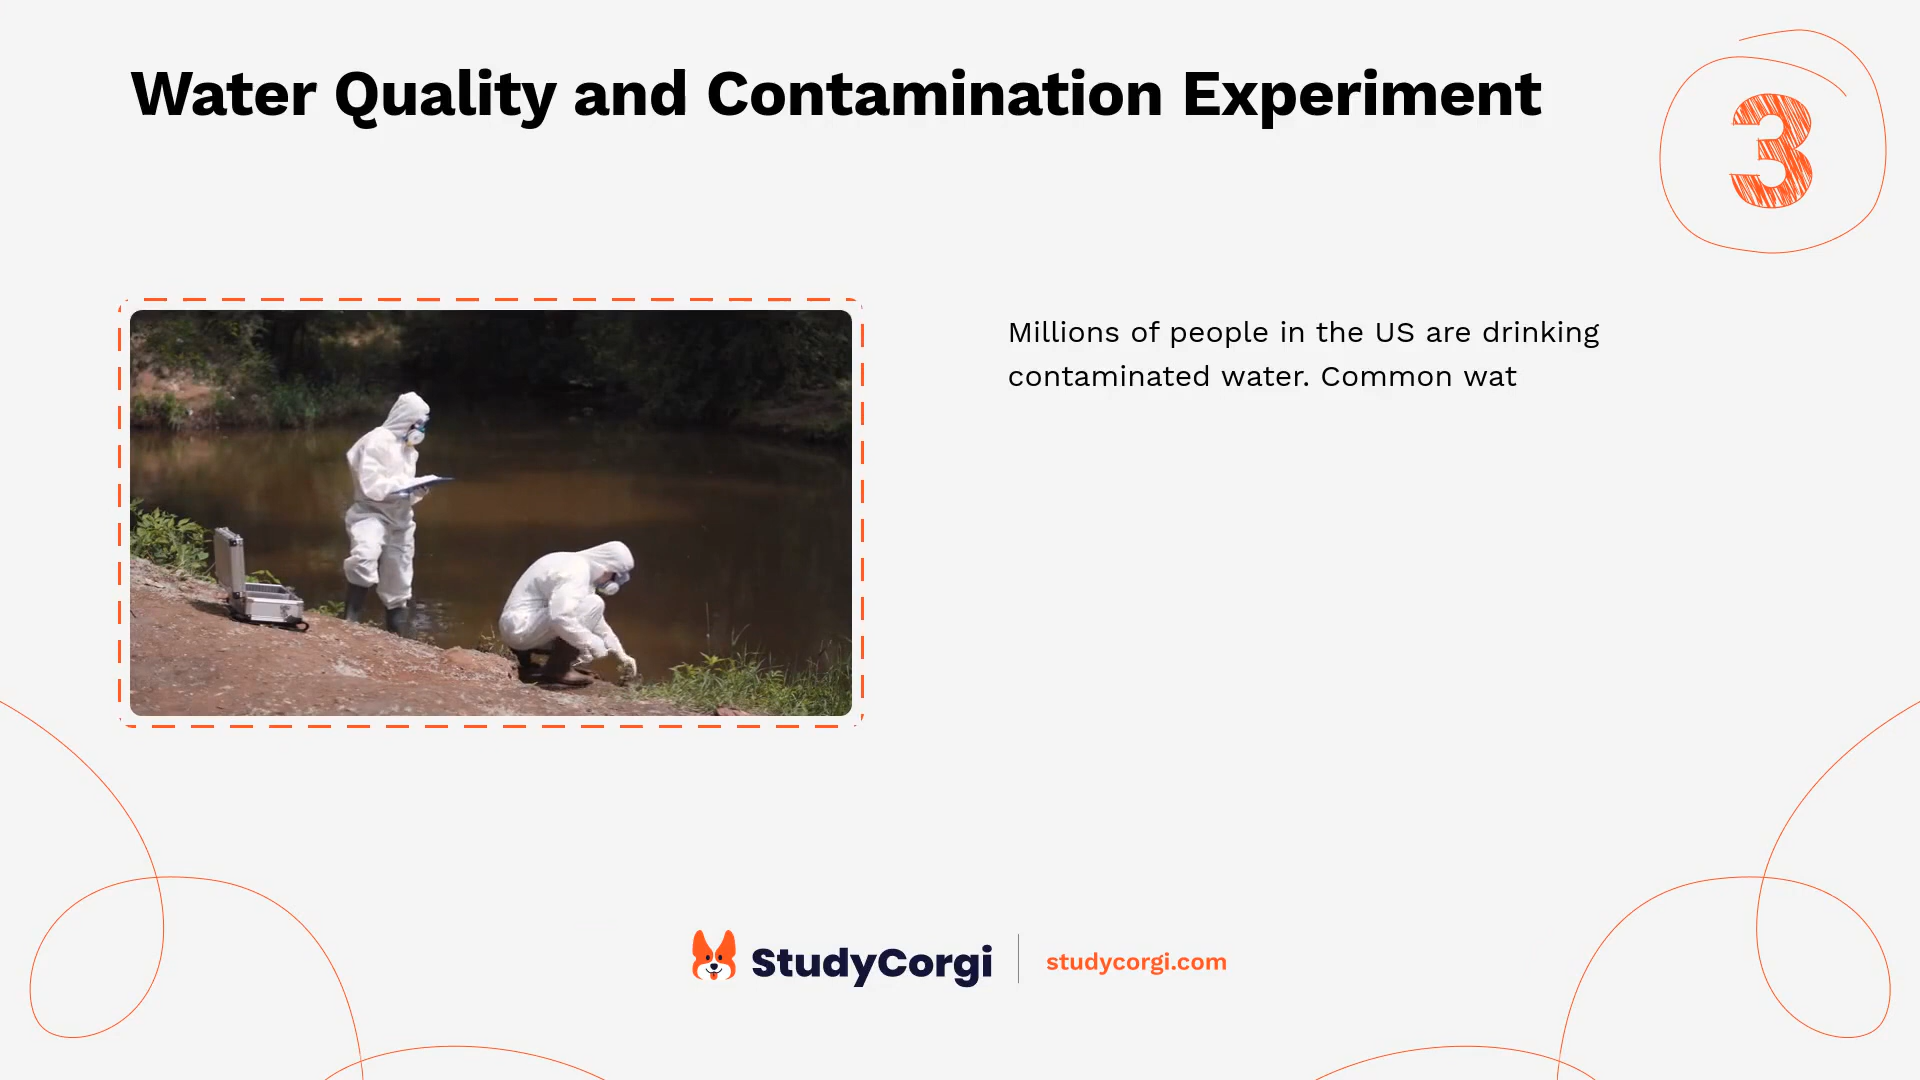 Water Quality and Contamination Experiment
3
Millions of people in the US are drinking
contaminated water. Common wat
StudyCorgi
studycorgi.com